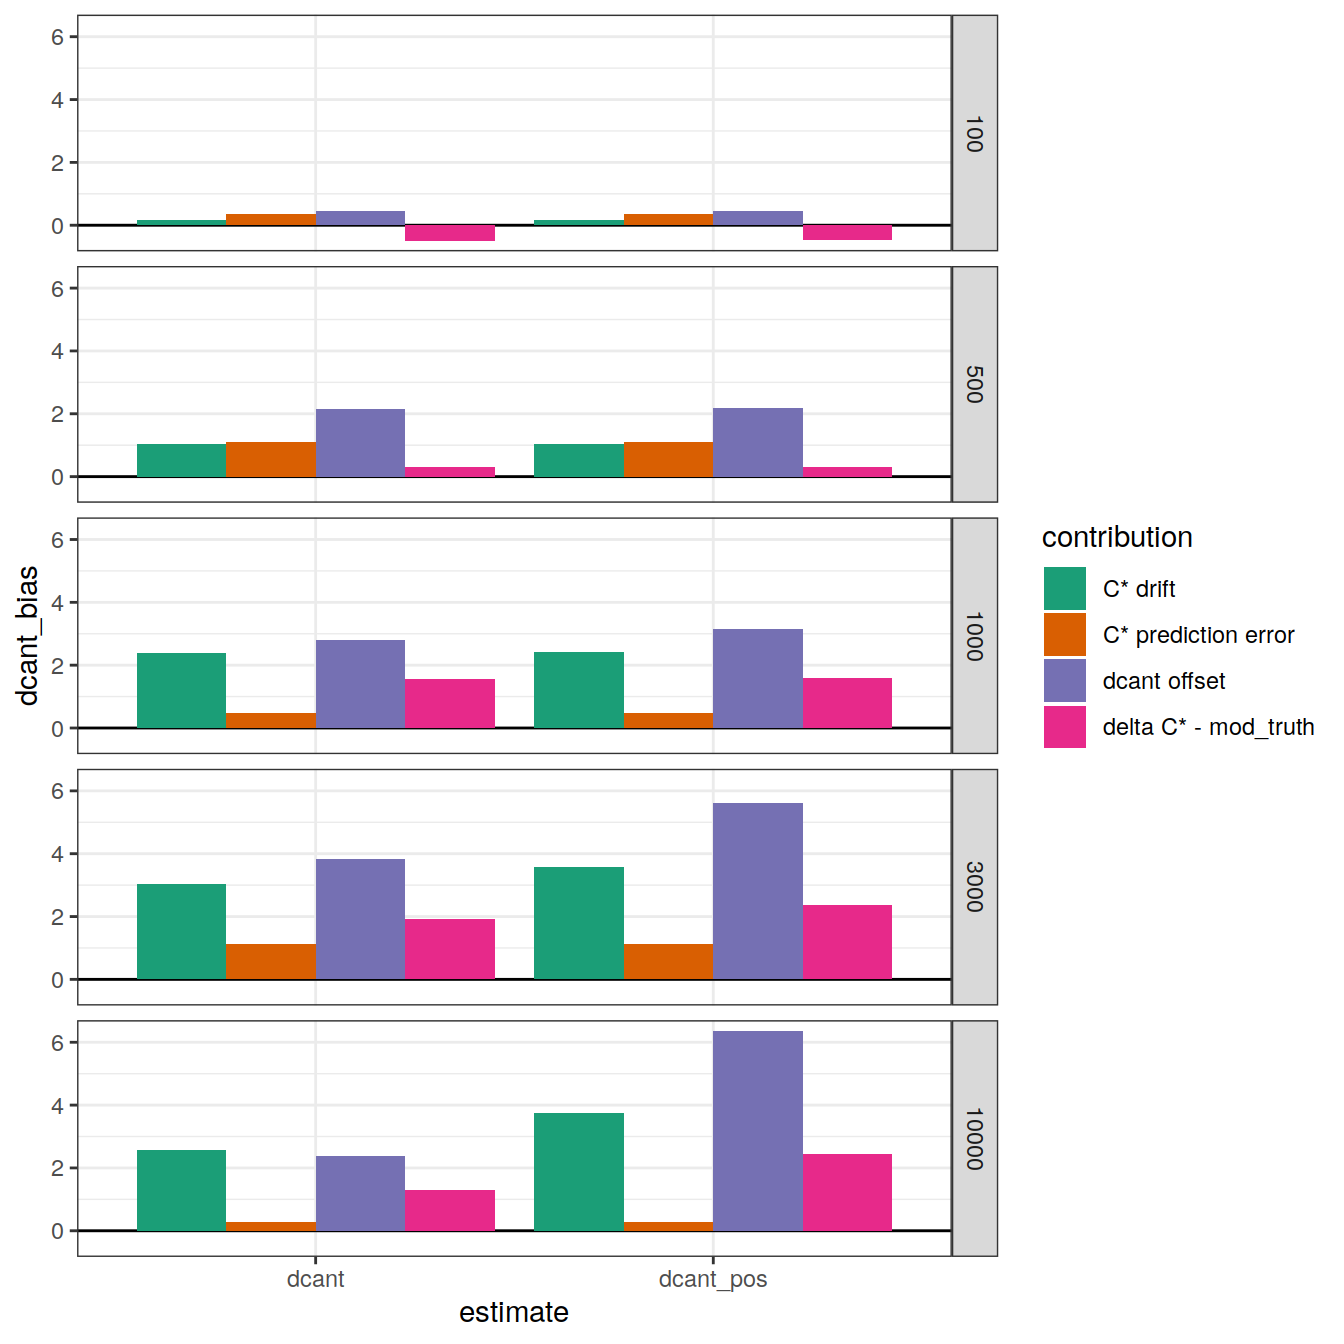 6
4
2
0
100
6
4
2
0
500
6
4
2
0
1000
6
4
2
0
3000
6
4
2
0
10000
dcant_bias
dcant
dcant_pos
estimate
contribution
C* drift
C* prediction error
dcant offset
delta C* - mod_truth